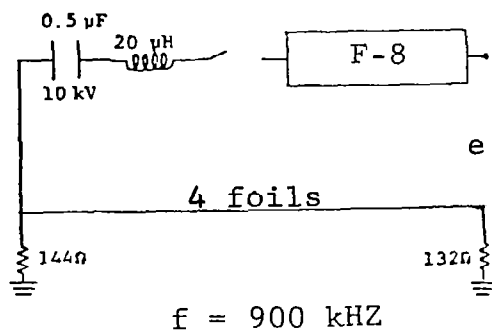 0.5 µF
20 µH
F-8
10 kV
e
4 foils
144Ω
132Ω
f = 900 kHZ